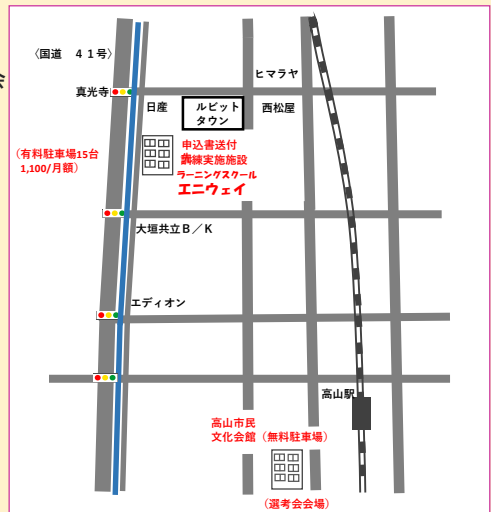 〈国道　４１号〉
ヒマラヤ
真光寺
日産
ルビット
タウン
西松屋
(有料駐車場15台
1,100/月額)
申込書送付
訓練実施施設
ラーニングスクール
エニウェイ
大垣共立Ｂ／Ｋ
エディオン
高山駅
高山市民
文化会館（無料駐車場）
(選考会会場)